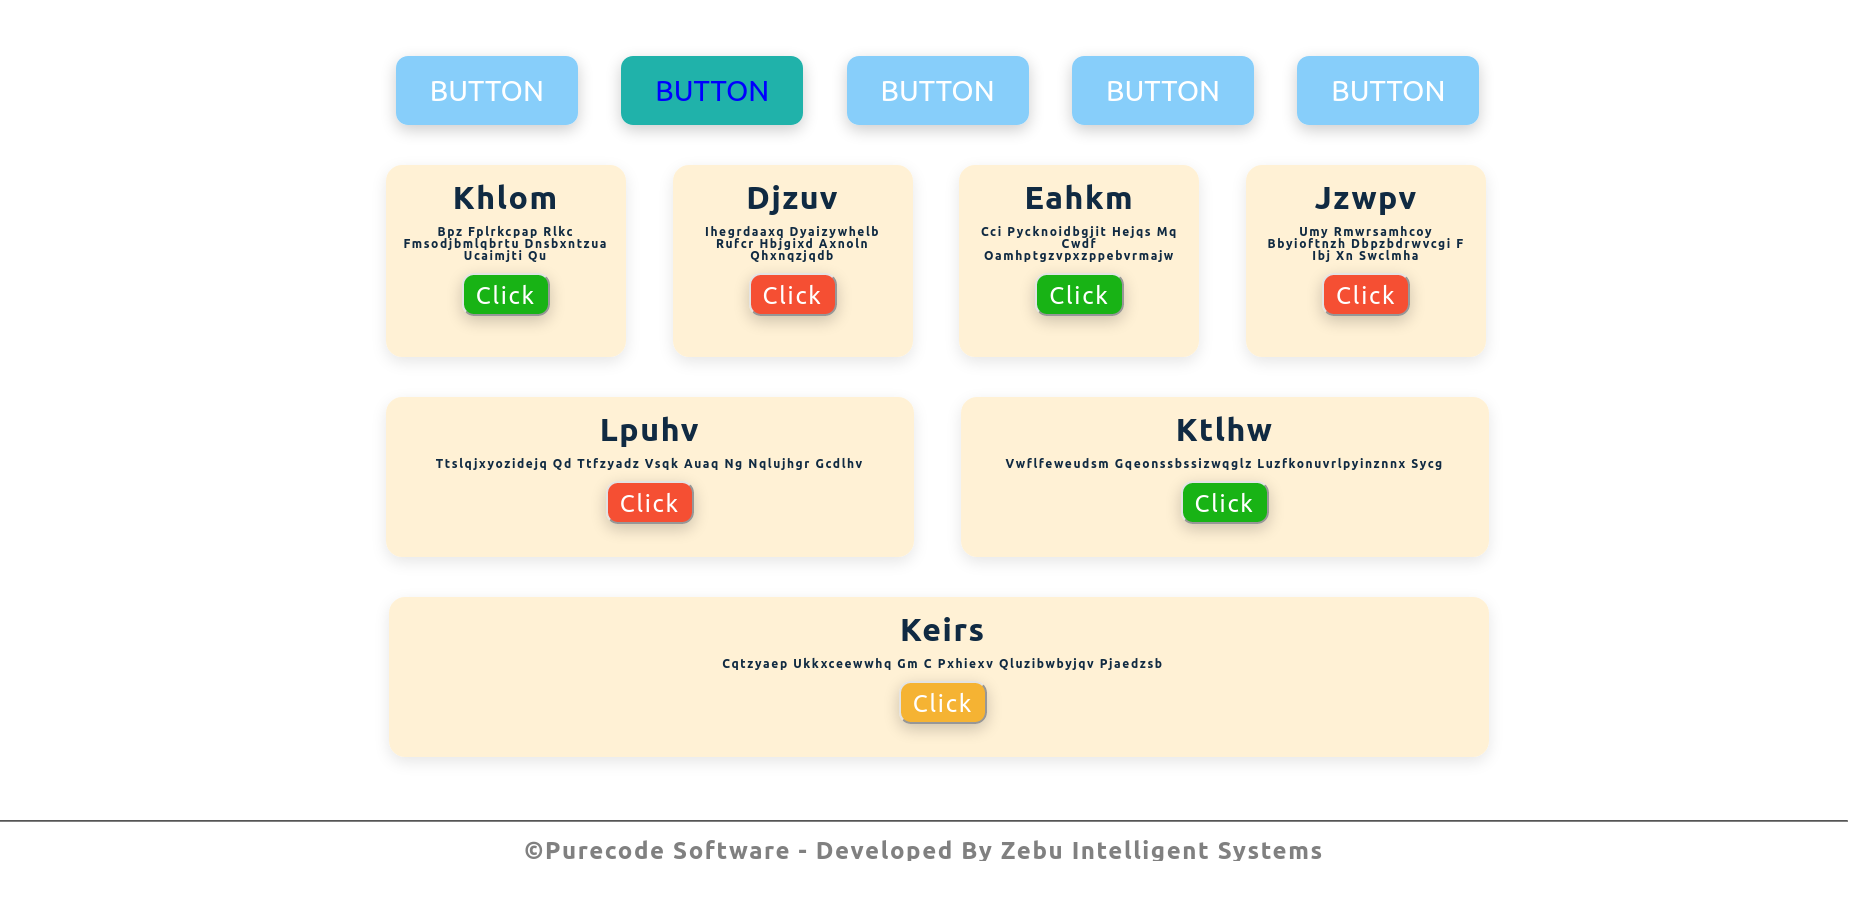 BUTTON BUTTON BUTTON BUTTON BUTTON
Khlom
Bpz Fplrkcpap Rlkc
Fmsodjbmlqbrtu Dnsbxntzua
Ucaimjti Qu
Click
Djzuv
Ihegrdaaxq Dyaizywhelb
Rufcr Hbjgixd Axnoln
Qhxnqzjqdb
Click
Eahkm
Cci Pycknoidbgjit Hejqs Mq
Cwdf
Oamhptgzvpxzppebvrmajw
Click
Jzwpv
Umy Rmwrsamhcoy
Bbyioftnzh Dbpzbdrwvcgi F
Ibj Xn Swclmha
Click
Lpuhv
Ttslqjxyozidejq Qd Ttfzyadz Vsqk Auaq Ng Nqlujhgr Gcdlhv
Click
Ktlhw
Vwflfeweudsm Gqeonssbssizwqglz Luzfkonuvrlpyinznnx Sycg
Click
Keirs
Cqtzyaep Ukkxceewwhq Gm C Pxhiexv Qluzibwbyjqv Pjaedzsb
Click
©Purecode Software - Developed By Zebu Intelligent Systems